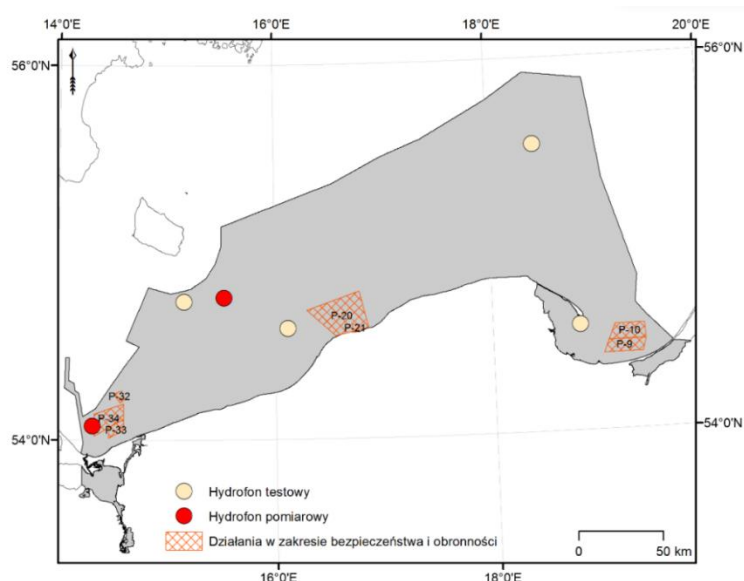 14°0'E 16°0'E 18°0'E 20°0'E
56°0'N 56°0'N
P-20
P-21
P-10
P-9
P-32
P-34
P-33
54°0'N 54°0'N
Hydrofon testowy
Hydrofon pomiarowy
Działania w zakresie bezpieczeństwa i obronności
0 50 km
16°0'E 18°0'E